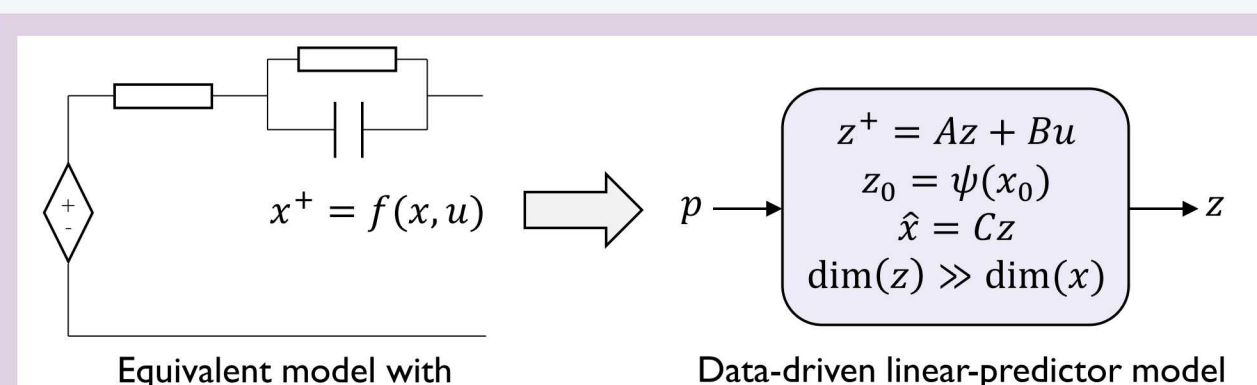 +
-
x⁺ = f(x, u)
p
z⁺ = Az + Bu
z₀ = ψ(x₀)
x̂ = Cz
dim(z) ≫ dim(x)
z
Equivalent model with
Data-driven linear-predictor model